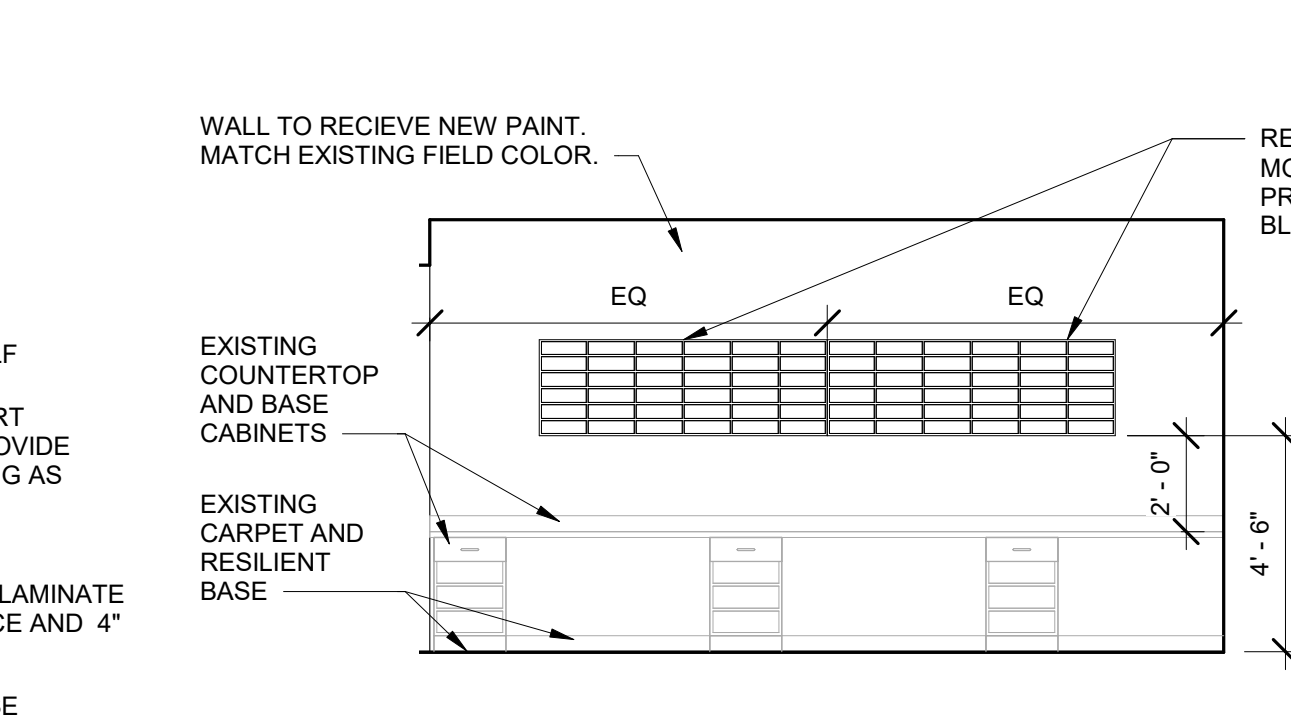 WALL TO RECIEVE NEW PAINT.
MATCH EXISTING FIELD COLOR.
EQ
EQ
EXISTING
COUNTERTOP
AND BASE
CABINETS
EXISTING
CARPET AND
RESILIENT
BASE
2' - 0"
4' - 6"
RE
MO
PR
BL
RT
OVIDE
G AS
LAMINATE
CE AND 4"